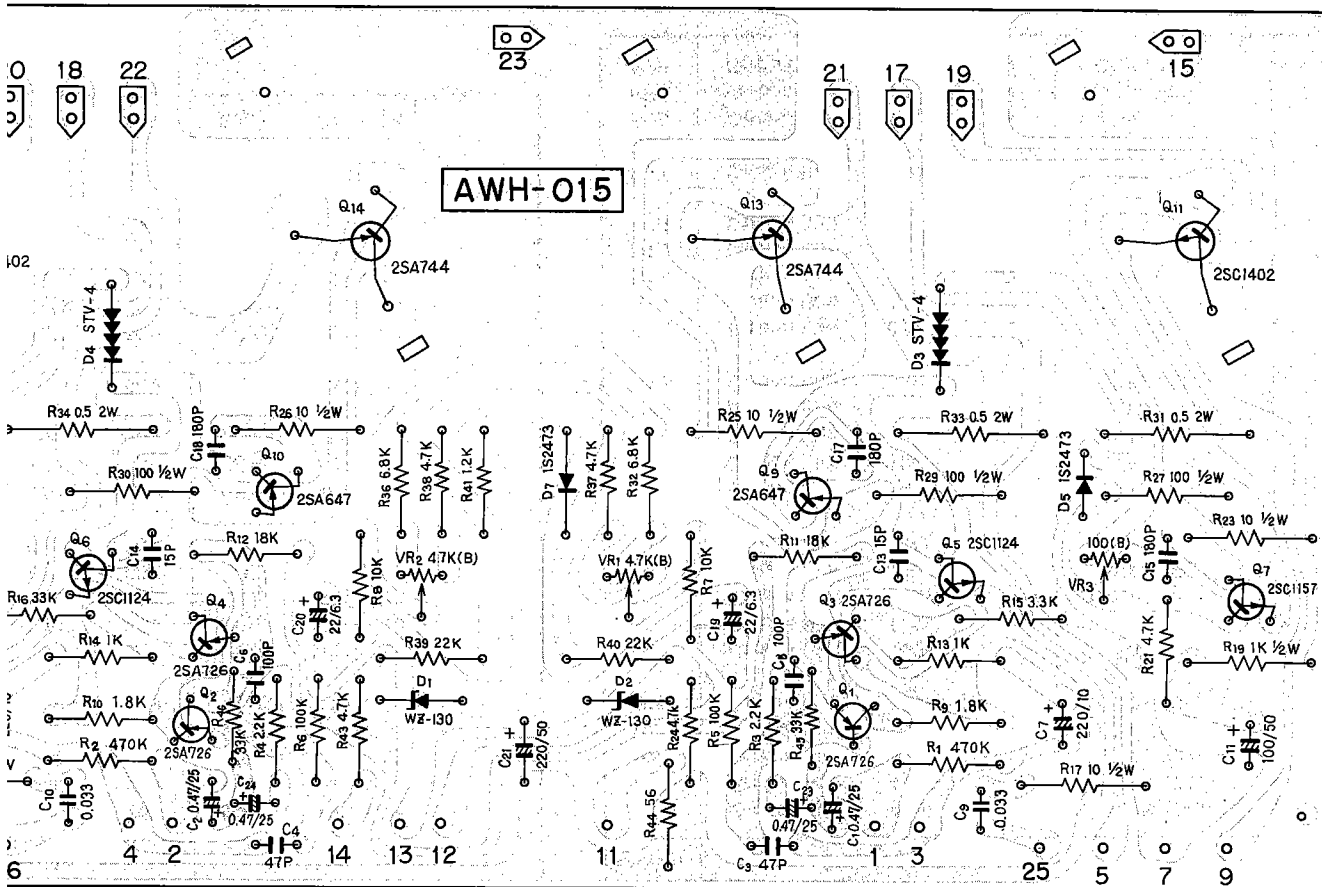 23
15
10
18
22
21
17
19
AWH-015
Q14
Q13
Q11
2SA744
2SA744
2SC1402
402
D4 STV-4
D3 STV-4
R34 0.5 2W
C18 180P
R26 10 ½W
R25 10 ½W
C17 180P
R33 0.5 2W
R31 0.5 2W
R30 100 ½W
Q10
2SA647
R36 6.8K
R38 4.7K
R41 1.2K
D7 1S2473
R37 4.7K
R32 6.8K
Q9
2SA647
R29 100 ½W
D5 1S2473
R27 100 ½W
R23 10 ½W
Q6
2SC1124
C14 15P
R12 18K
R8 10K
VR2 4.7K(B)
VR1 4.7K(B)
R7 10K
R11 18K
C13 15P
Q5 2SC1124
100(B)
VR3
C15 180P
Q7
2SC1157
R16 33K
Q4
2SA726
C20 + 22/6.3
C19 + 22/6.3
Q3 2SA726
R15 3.3K
R14 1K
C6 100P
R39 22K
R40 22K
C5 100P
R13 1K
R21 4.7K
R19 1K ½W
D1
WZ-130
D2
WZ-130
R10 1.8K
Q2
2SA726
R46 33K
R4 2.2K
R6 100K
R43 4.7K
C21 + 220/50
R24 4.7K
R5 100K
R3 2.2K
R45 33K
Q1
2SA726
R9 1.8K
C7 + 220/10
C11 + 100/50
R2 470K
R1 470K
R17 10 ½W
C10 0.033
C2 0.47/25
+
C24
+
0.47/25
R44 56
C23
+
0.47/25
C1 0.47/25
+
C9 0.033
C4
47P
C3 47P
6
4
2
14
13
12
11
1
3
25
5
7
9